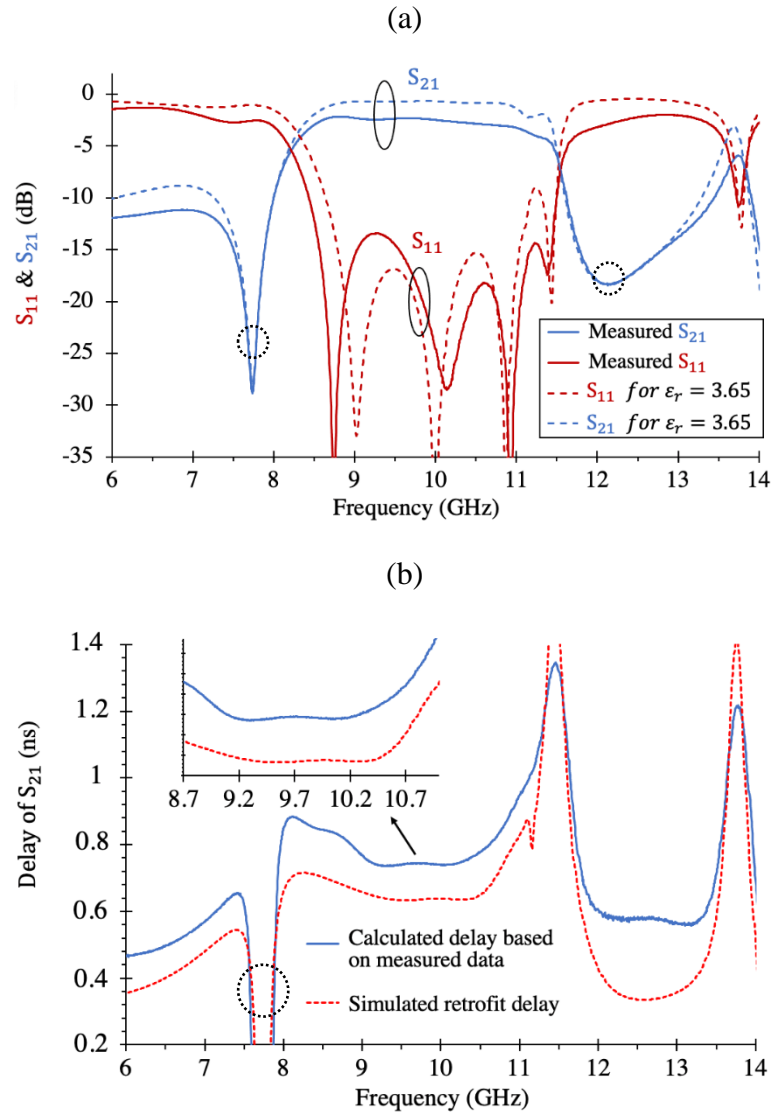 (a)
S₂₁
S₁₁
S₁₁ & S₂₁ (dB)
0
-5
-10
-15
-20
-25
-30
-35
Measured S₂₁
Measured S₁₁
S₁₁ for εᵣ = 3.65
S₂₁ for εᵣ = 3.65
6 7 8 9 10 11 12 13 14
Frequency (GHz)
(b)
Delay of S₂₁ (ns)
1.4
1.2
1
0.8
0.6
0.4
0.2
8.7 9.2 9.7 10.2 10.7
Calculated delay based
on measured data
Simulated retrofit delay
6 7 8 9 10 11 12 13 14
Frequency (GHz)